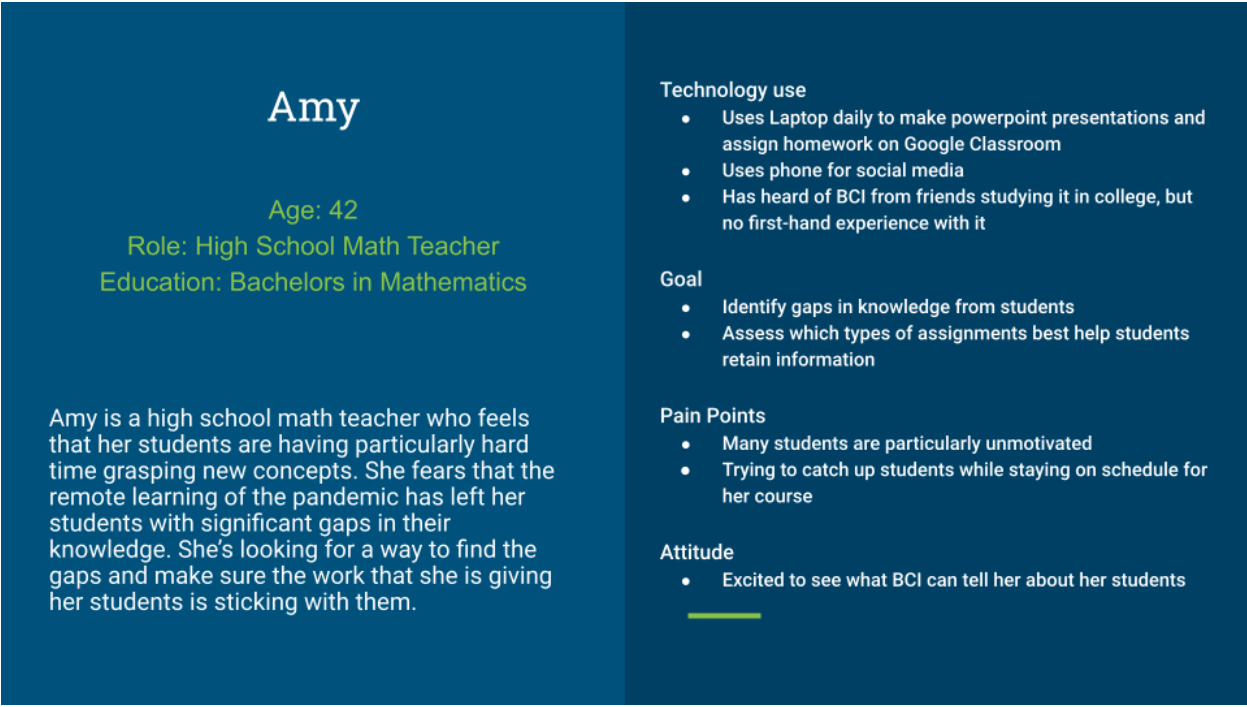 Amy
Age: 42
Role: High School Math Teacher
Education: Bachelors in Mathematics
Amy is a high school math teacher who feels
that her students are having particularly hard
time grasping new concepts. She fears that the
remote learning of the pandemic has left her
students with significant gaps in their
knowledge. She’s looking for a way to find the
gaps and make sure the work that she is giving
her students is sticking with them.
Technology use
● Uses Laptop daily to make powerpoint presentations and
assign homework on Google Classroom
● Uses phone for social media
● Has heard of BCI from friends studying it in college, but
no first-hand experience with it
Goal
● Identify gaps in knowledge from students
● Assess which types of assignments best help students
retain information
Pain Points
● Many students are particularly unmotivated
● Trying to catch up students while staying on schedule for
her course
Attitude
● Excited to see what BCI can tell her about her students